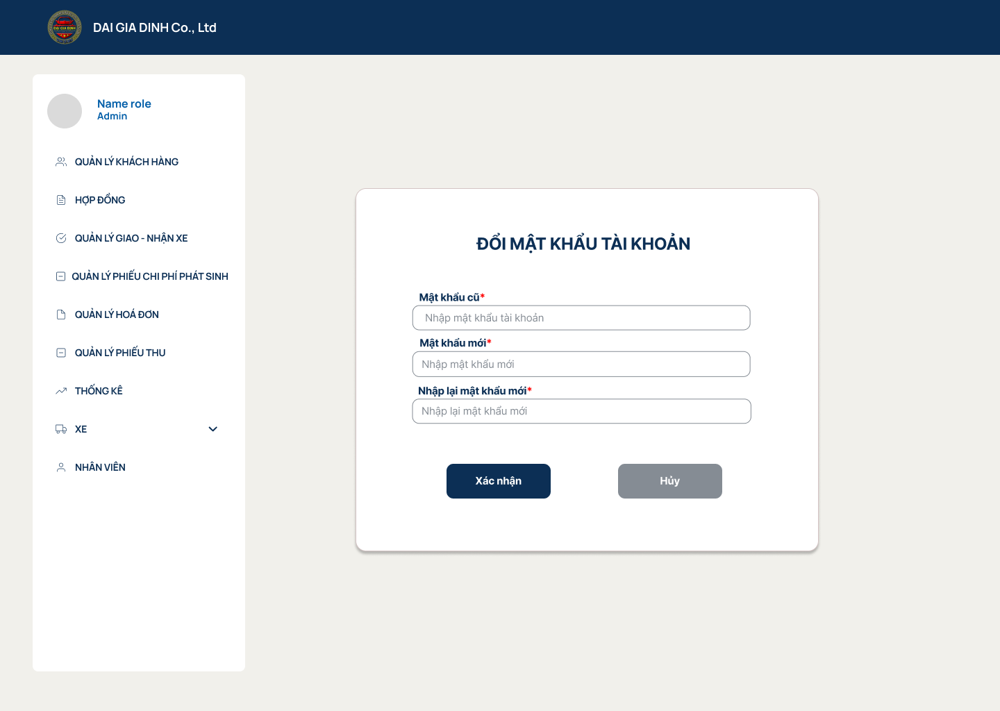 DAI GIA DINH
DAI GIA DINH Co., Ltd
Name role
Admin
QUẢN LÝ KHÁCH HÀNG
HỢP ĐỒNG
QUẢN LÝ GIAO - NHẬN XE
QUẢN LÝ PHIẾU CHI PHÍ PHÁT SINH
QUẢN LÝ HOÁ ĐƠN
QUẢN LÝ PHIẾU THU
THỐNG KÊ
XE
NHÂN VIÊN
ĐỔI MẬT KHẨU TÀI KHOẢN
Mật khẩu cũ*
Nhập mật khẩu tài khoản
Mật khẩu mới*
Nhập mật khẩu mới
Nhập lại mật khẩu mới*
Nhập lại mật khẩu mới
Xác nhận
Hủy